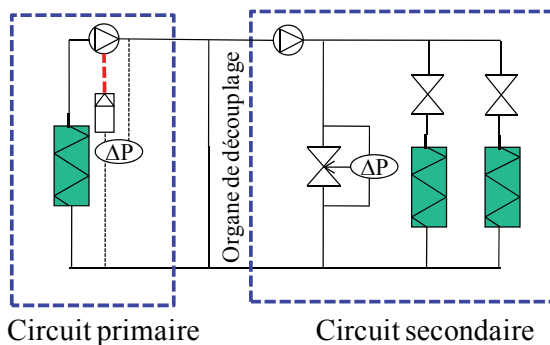 Organe de découplage
ΔP
ΔP
Circuit primaire
Circuit secondaire